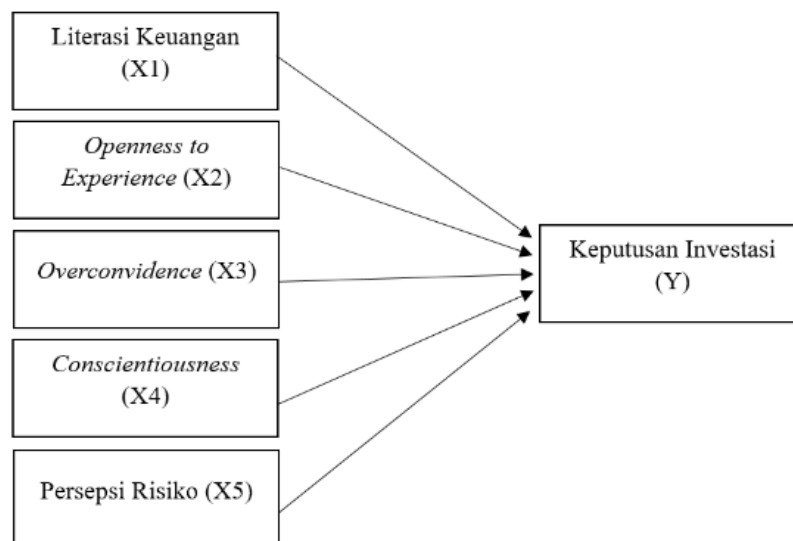 Literasi Keuangan
(X1)
Openness to
Experience (X2)
Overconvidence (X3)
Conscientiousness
(X4)
Persepsi Risiko (X5)
Keputusan Investasi
(Y)